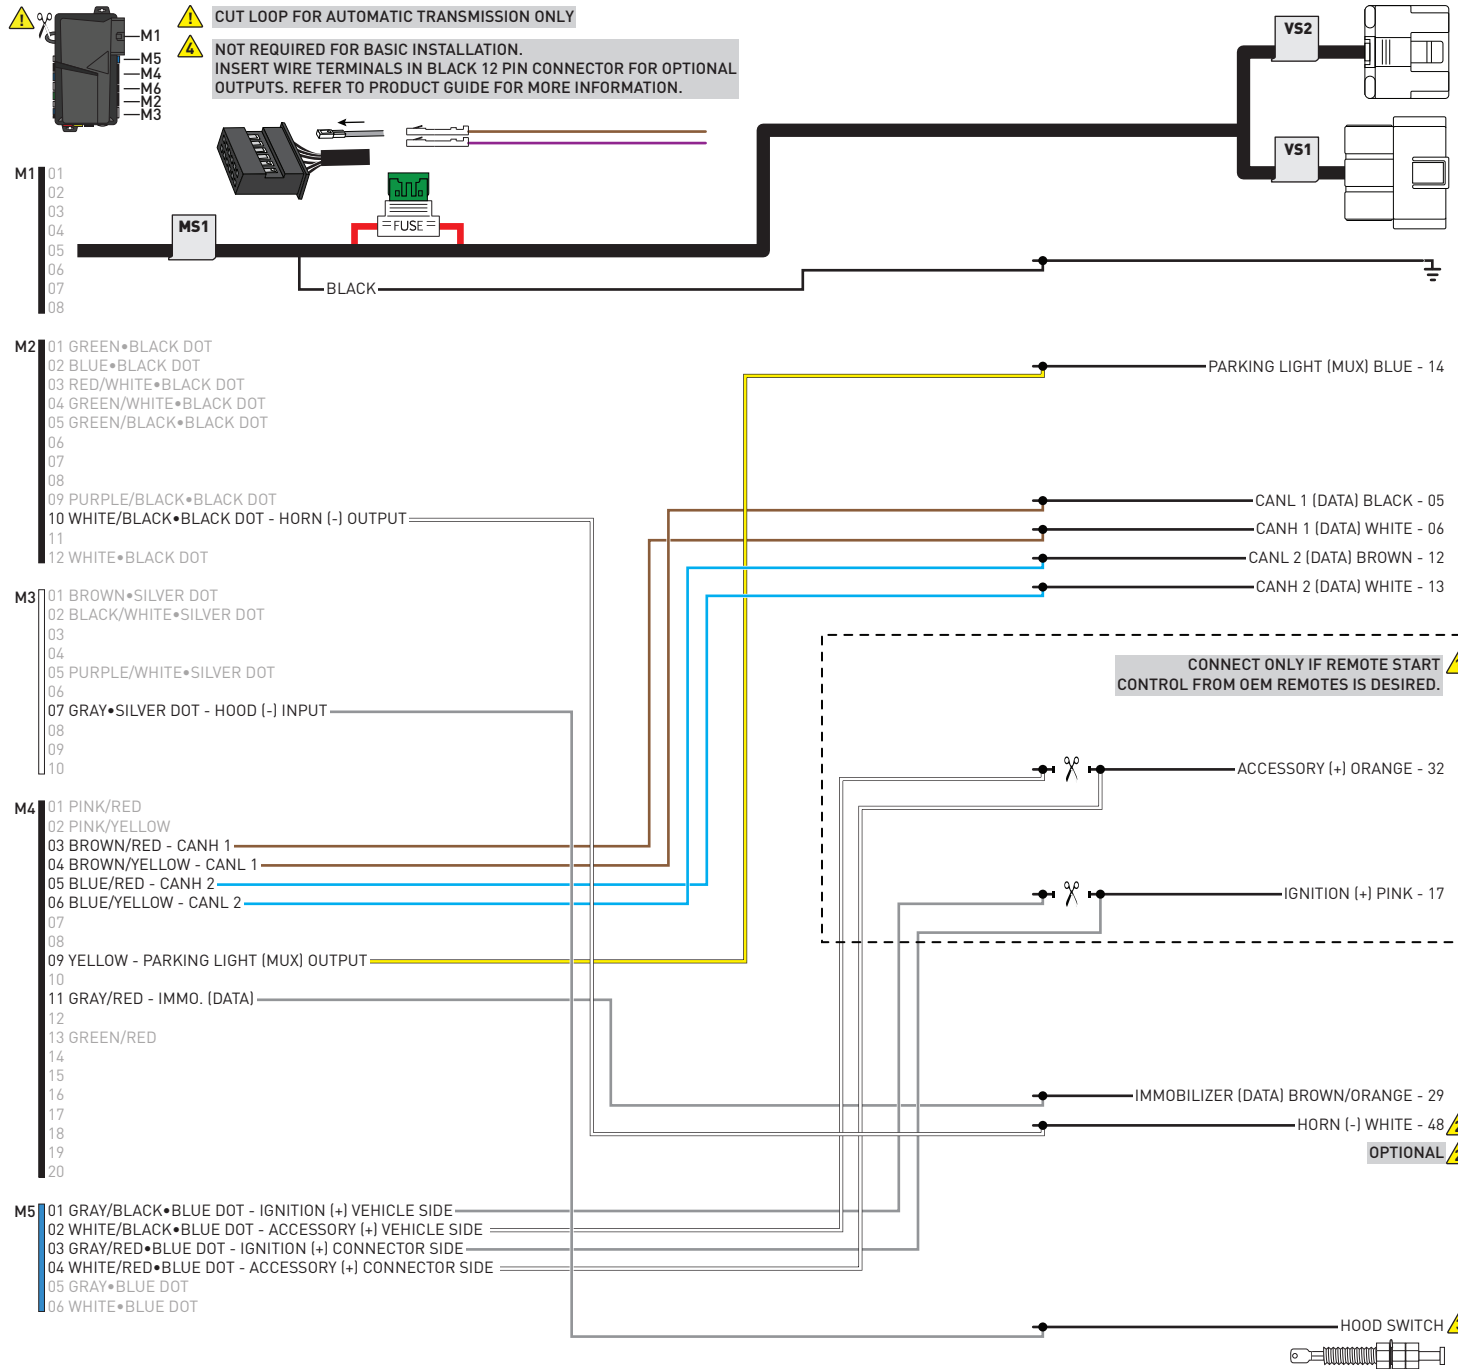 ! CUT LOOP FOR AUTOMATIC TRANSMISSION ONLY
4 NOT REQUIRED FOR BASIC INSTALLATION.
INSERT WIRE TERMINALS IN BLACK 12 PIN CONNECTOR FOR OPTIONAL
OUTPUTS. REFER TO PRODUCT GUIDE FOR MORE INFORMATION.
!
M1
M5
M4
M6
M2
M3
VS2
VS1
MS1
FUSE
BLACK
M1
01
02
03
04
05
06
07
08
M2
01 GREEN•BLACK DOT
02 BLUE•BLACK DOT
03 RED/WHITE•BLACK DOT
04 GREEN/WHITE•BLACK DOT
05 GREEN/BLACK•BLACK DOT
06
07
08
09 PURPLE/BLACK•BLACK DOT
10 WHITE/BLACK•BLACK DOT - HORN (-) OUTPUT
11
12 WHITE•BLACK DOT
M3
01 BROWN•SILVER DOT
02 BLACK/WHITE•SILVER DOT
03
04
05 PURPLE/WHITE•SILVER DOT
06
07 GRAY•SILVER DOT - HOOD (-) INPUT
08
09
10
M4
01 PINK/RED
02 PINK/YELLOW
03 BROWN/RED - CANH 1
04 BROWN/YELLOW - CANL 1
05 BLUE/RED - CANH 2
06 BLUE/YELLOW - CANL 2
07
08
09 YELLOW - PARKING LIGHT (MUX) OUTPUT
10
11 GRAY/RED - IMMO. (DATA)
12
13 GREEN/RED
14
15
16
17
18
19
20
M5
01 GRAY/BLACK•BLUE DOT - IGNITION (+) VEHICLE SIDE
02 WHITE/BLACK•BLUE DOT - ACCESSORY (+) VEHICLE SIDE
03 GRAY/RED•BLUE DOT - IGNITION (+) CONNECTOR SIDE
04 WHITE/RED•BLUE DOT - ACCESSORY (+) CONNECTOR SIDE
05 GRAY•BLUE DOT
06 WHITE•BLUE DOT
PARKING LIGHT (MUX) BLUE - 14
CANL 1 (DATA) BLACK - 05
CANH 1 (DATA) WHITE - 06
CANL 2 (DATA) BROWN - 12
CANH 2 (DATA) WHITE - 13
CONNECT ONLY IF REMOTE START
CONTROL FROM OEM REMOTES IS DESIRED.
ACCESSORY (+) ORANGE - 32
IGNITION (+) PINK - 17
IMMOBILIZER (DATA) BROWN/ORANGE - 29
HORN (-) WHITE - 48
OPTIONAL
HOOD SWITCH